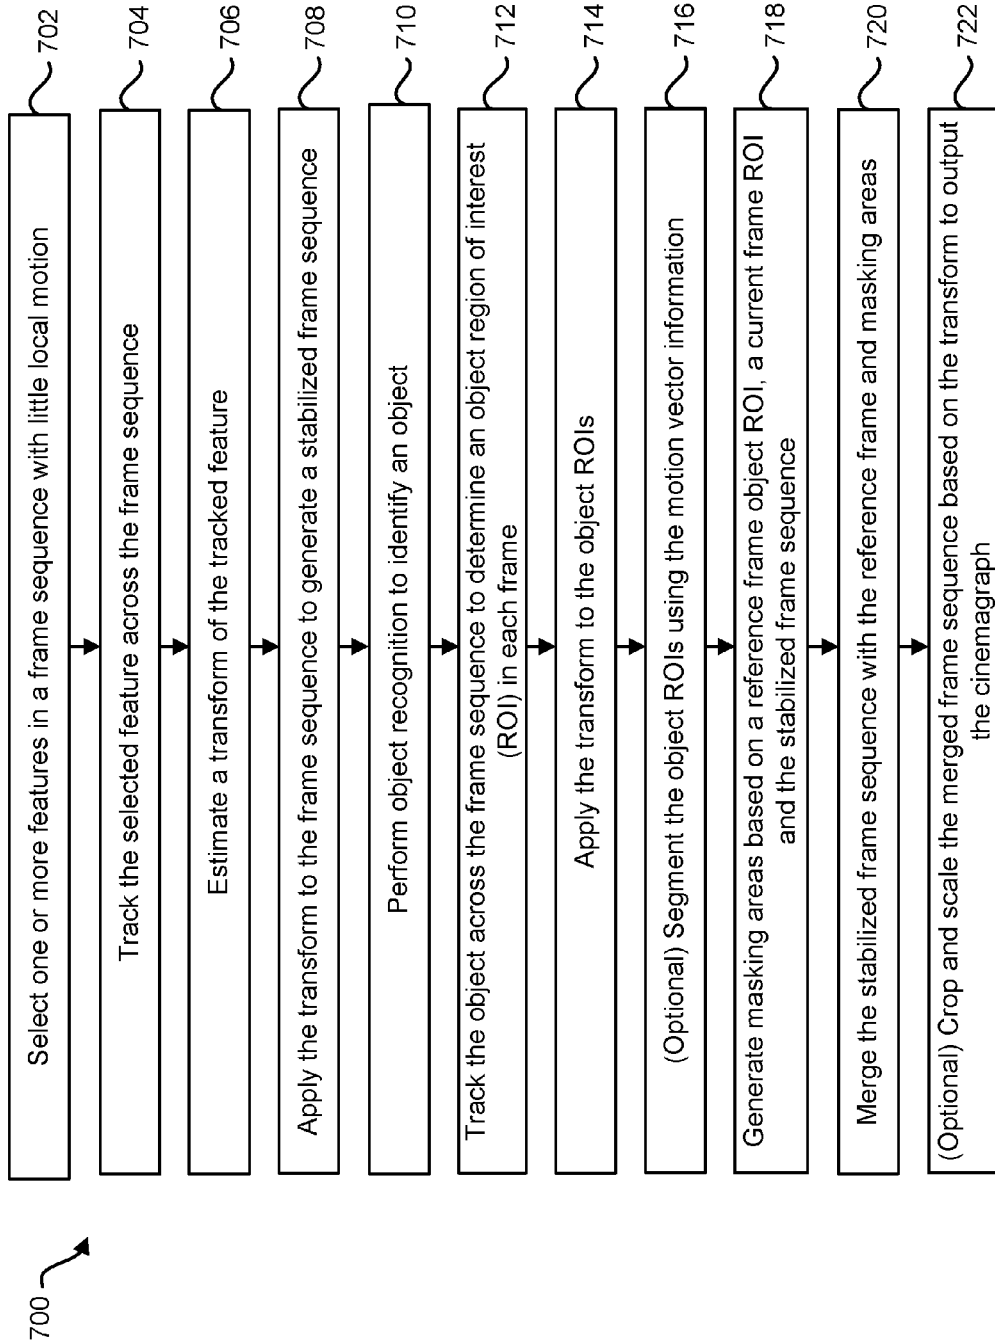 700
Select one or more features in a frame sequence with little local motion
702
Track the selected feature across the frame sequence
704
Estimate a transform of the tracked feature
706
Apply the transform to the frame sequence to generate a stabilized frame sequence
708
Perform object recognition to identify an object
710
Track the object across the frame sequence to determine an object region of interest
(ROI) in each frame
712
Apply the transform to the object ROIs
714
(Optional) Segment the object ROIs using the motion vector information
716
Generate masking areas based on a reference frame object ROI, a current frame ROI
and the stabilized frame sequence
718
Merge the stabilized frame sequence with the reference frame and masking areas
720
(Optional) Crop and scale the merged frame sequence based on the transform to output
the cinemagraph
722